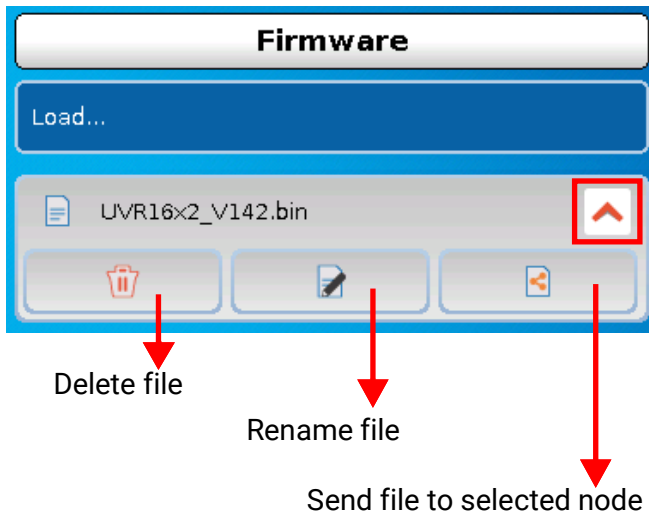 Firmware
Load...
UVR16x2_V142.bin
Delete file
Rename file
Send file to selected node